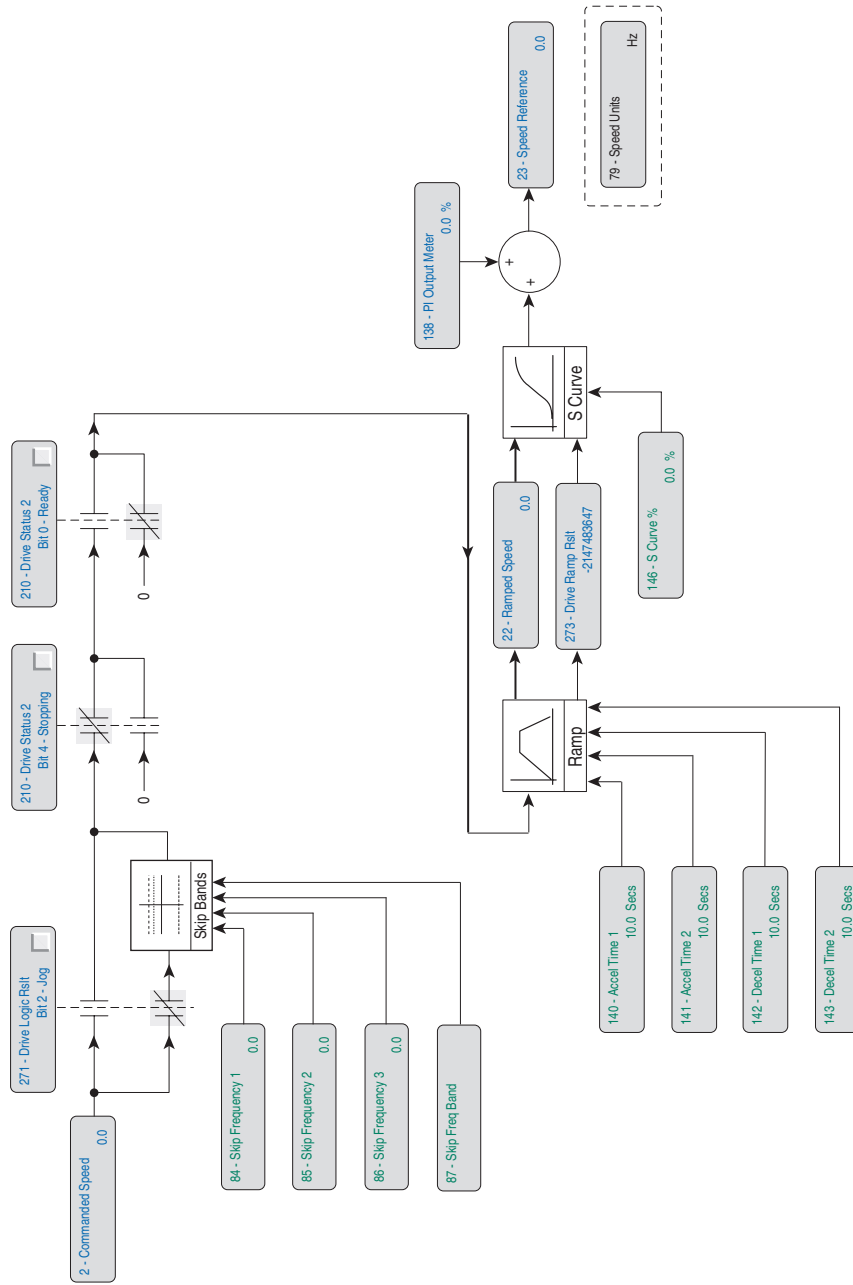 2 - Commanded Speed
0.0
271 - Drive Logic Rslt
Bit 2 - Jog
210 - Drive Status 2
Bit 4 - Stopping
210 - Drive Status 2
Bit 0 - Ready
0
0
Skip Bands
84 - Skip Frequency 1
0.0
85 - Skip Frequency 2
0.0
86 - Skip Frequency 3
0.0
87 - Skip Freq Band
138 - PI Output Meter
0.0 %
Ramp
22 - Ramped Speed
0.0
273 - Drive Ramp Rslt
-2147483647
S Curve
+
+
23 - Speed Reference
0.0
146 - S Curve %
0.0 %
79 - Speed Units
Hz
140 - Accel Time 1
10.0 Secs
141 - Accel Time 2
10.0 Secs
142 - Decel Time 1
10.0 Secs
143 - Decel Time 2
10.0 Secs